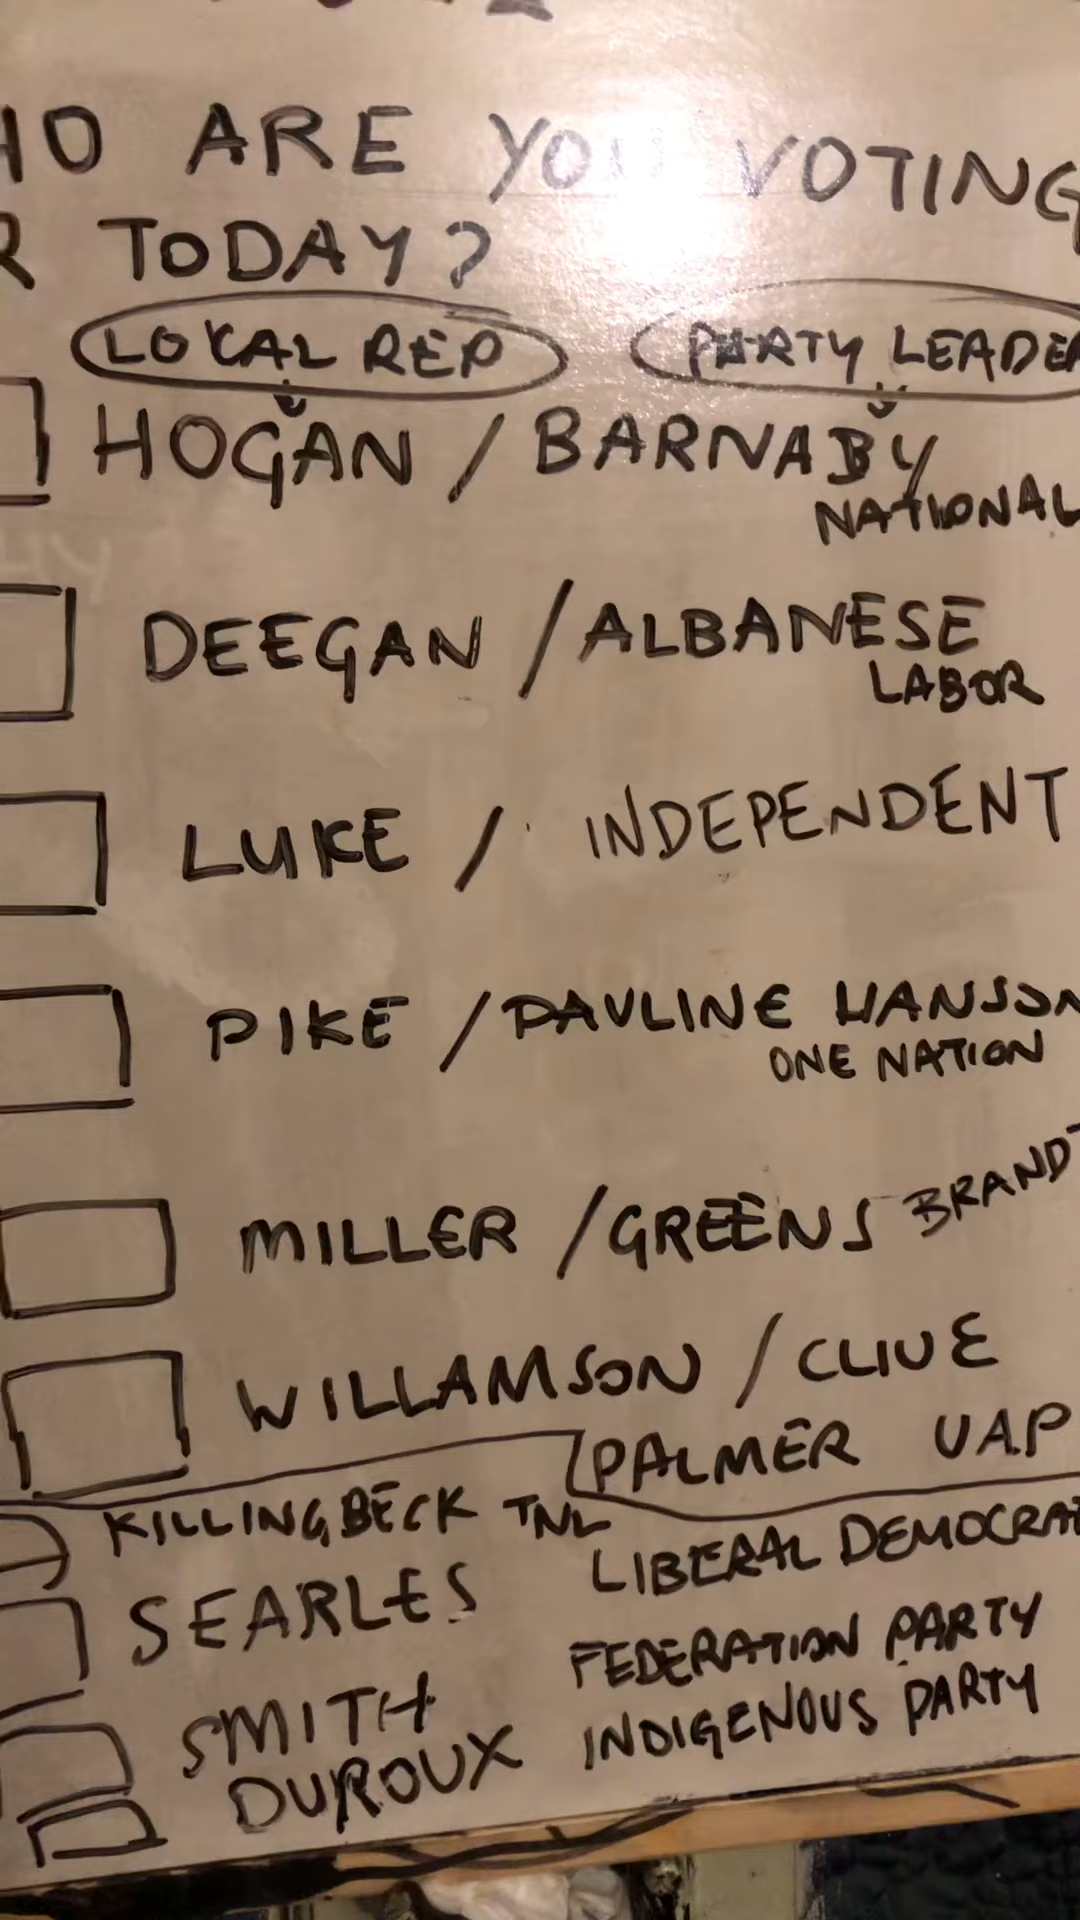 HO ARE YOU VOTING
R TODAY?
LOCAL REP PARTY LEADER
HOGAN / BARNABY
NATIONAL
DEEGAN / ALBANESE
LABOR
LUKE / INDEPENDENT
PIKE / PAULINE HANSON
ONE NATION
MILLER / GREENS BRANDT
WILLAMSON / CLIVE
PALMER UAP
KILLINGBECK TNL
LIBERAL DEMOCRAT
SEARLES
FEDERATION PARTY
SMITH
INDIGENOUS PARTY
DUROUX